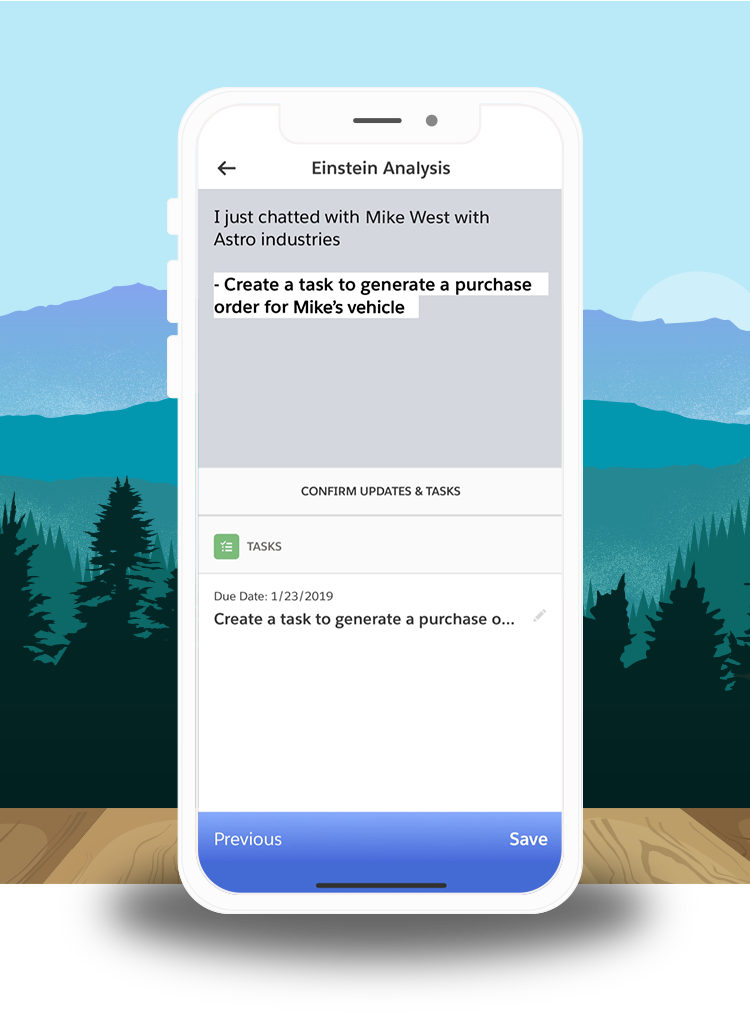 Einstein Analysis
I just chatted with Mike West with
Astro industries
- Create a task to generate a purchase
order for Mike’s vehicle
CONFIRM UPDATES & TASKS
TASKS
Due Date: 1/23/2019
Create a task to generate a purchase o...
Previous
Save